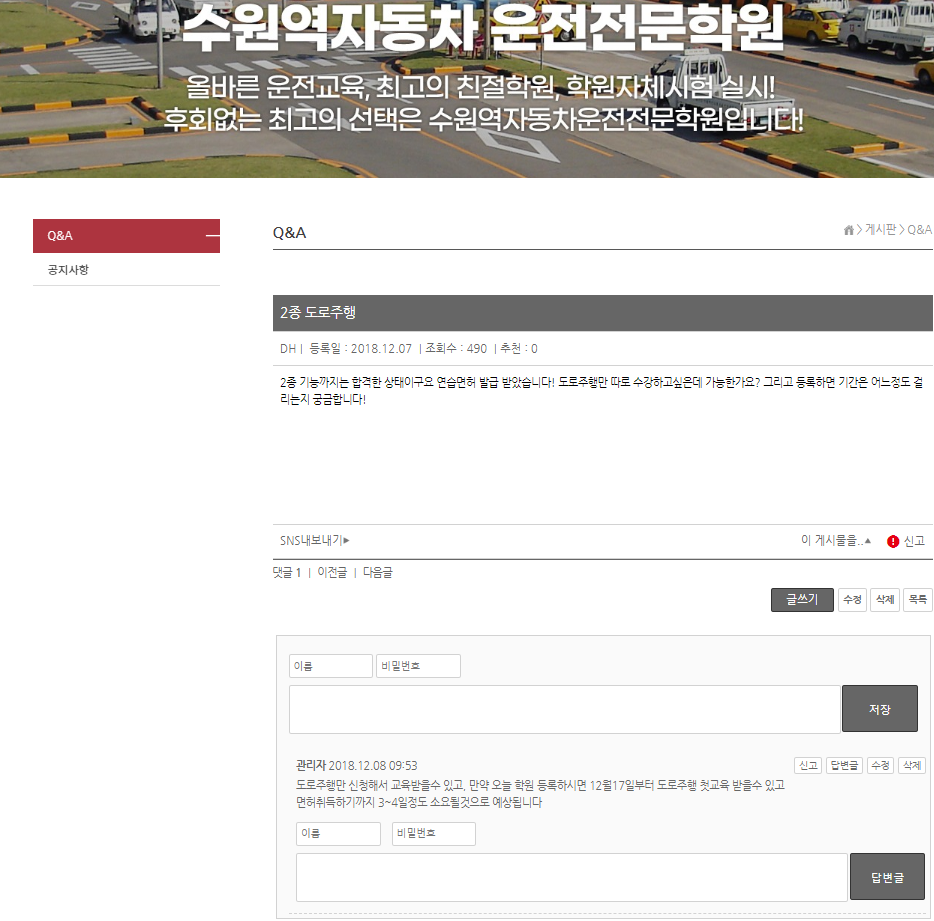 수원역자동차 운전전문학원
올바른 운전교육, 최고의 친절학원, 학원자체시험 실시!
후회없는 최고의 선택은 수원역자동차운전전문학원입니다!
Q&A
공지사항
Q&A
> 게시판 > Q&A
2종 도로주행
DH | 등록일 : 2018.12.07 | 조회수 : 490 | 추천 : 0
2종 기능까지는 합격한 상태이구요 연습면허 발급 받았습니다! 도로주행만 따로 수강하고싶은데 가능한가요? 그리고 등록하면 기간은 어느정도 걸
리는지 궁금합니다!
SNS내보내기▶
이 게시물을..▲ 신고
댓글 1 | 이전글 | 다음글
글쓰기 수정 삭제 목록
이름 비밀번호
저장
관리자 2018.12.08 09:53
신고 답변글 수정 삭제
도로주행만 신청해서 교육받을수 있고, 만약 오늘 학원 등록하시면 12월17일부터 도로주행 첫교육 받을수 있고
면허취득하기까지 3~4일정도 소요될것으로 예상됩니다
이름 비밀번호
답변글